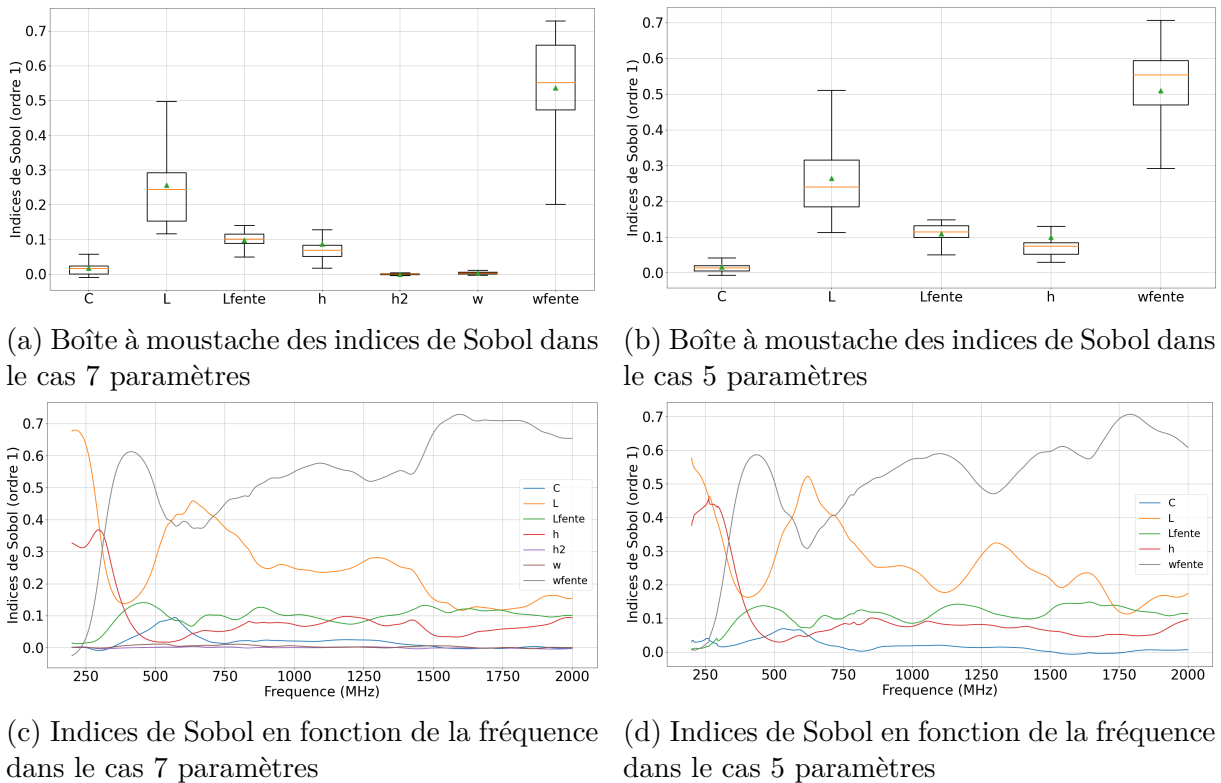 Indices de Sobol (ordre 1)
0.7
0.6
0.5
0.4
0.3
0.2
0.1
0.0
C L Lfente h h2 w wfente
(a) Boîte à moustache des indices de Sobol dans
le cas 7 paramètres
Indices de Sobol (ordre 1)
0.7
0.6
0.5
0.4
0.3
0.2
0.1
0.0
C L Lfente h wfente
(b) Boîte à moustache des indices de Sobol dans
le cas 5 paramètres
Indices de Sobol (ordre 1)
0.7
0.6
0.5
0.4
0.3
0.2
0.1
0.0
C
L
Lfente
h
h2
w
wfente
250 500 750 1000 1250 1500 1750 2000
Frequence (MHz)
(c) Indices de Sobol en fonction de la fréquence
dans le cas 7 paramètres
Indices de Sobol (ordre 1)
0.7
0.6
0.5
0.4
0.3
0.2
0.1
0.0
C
L
Lfente
h
wfente
250 500 750 1000 1250 1500 1750 2000
Frequence (MHz)
(d) Indices de Sobol en fonction de la fréquence
dans le cas 5 paramètres